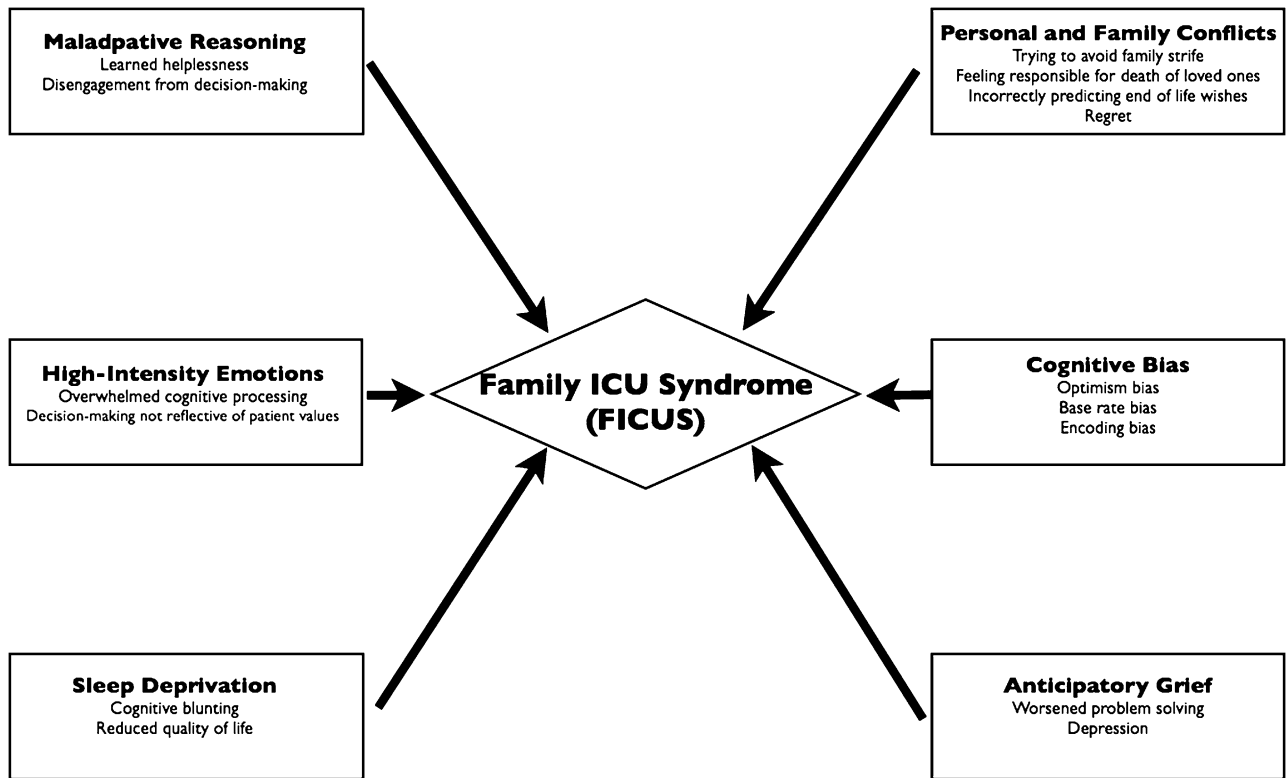 Maladpative Reasoning
Learned helplessness
Disengagement from decision-making
Personal and Family Conflicts
Trying to avoid family strife
Feeling responsible for death of loved ones
Incorrectly predicting end of life wishes
Regret
High-Intensity Emotions
Overwhelmed cognitive processing
Decision-making not reflective of patient values
Family ICU Syndrome
(FICUS)
Cognitive Bias
Optimism bias
Base rate bias
Encoding bias
Sleep Deprivation
Cognitive blunting
Reduced quality of life
Anticipatory Grief
Worsened problem solving
Depression